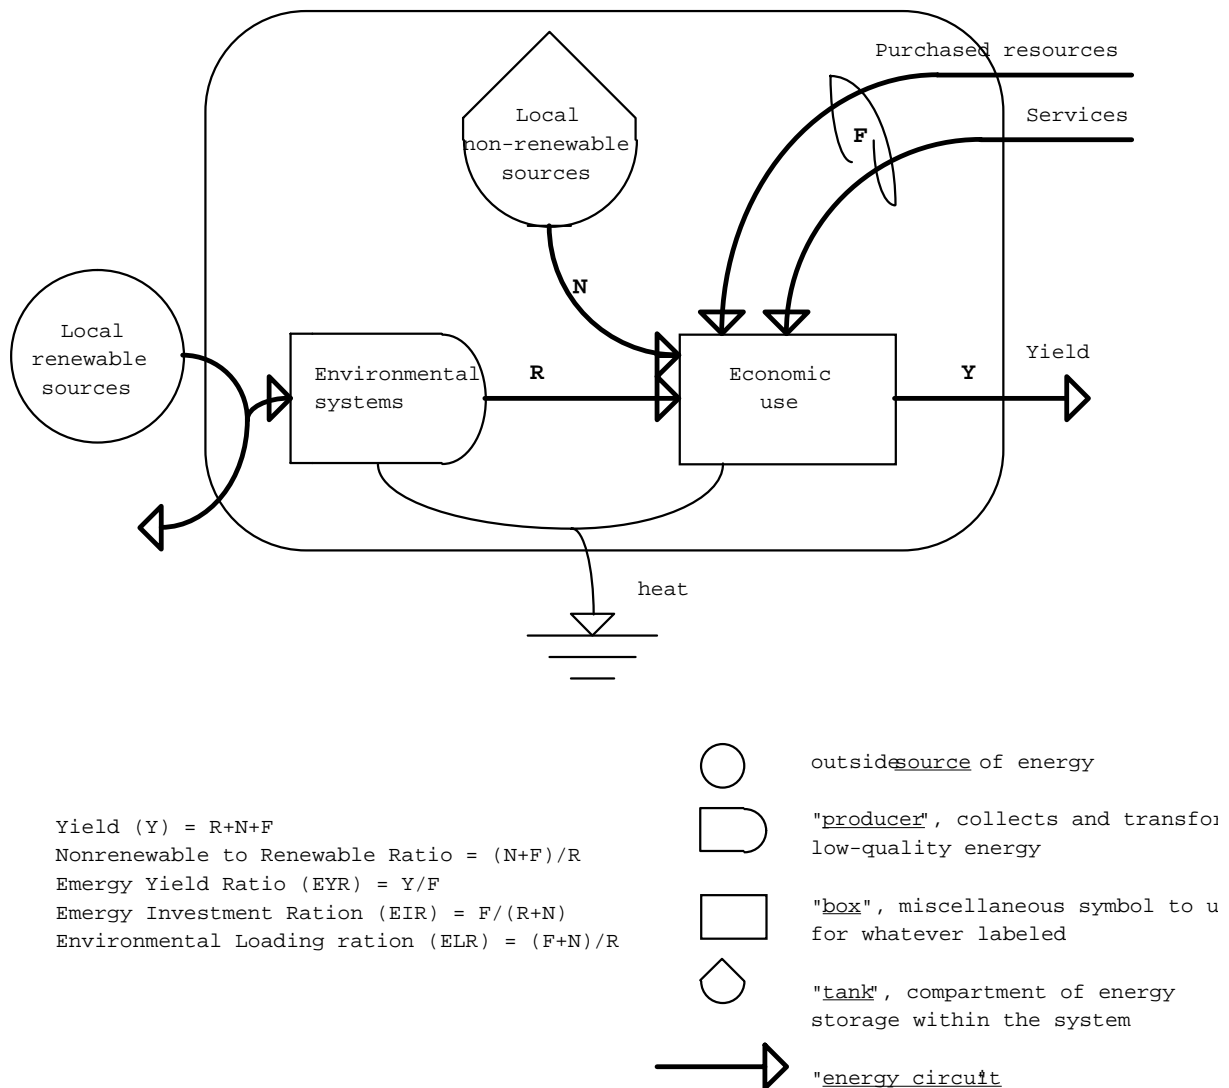 Purchased resources
Services
F
Local
non-renewable
sources
N
Local
renewable
sources
Environmental
systems
R
Economic
use
Y
Yield
heat
Yield (Y) = R+N+F
Nonrenewable to Renewable Ratio = (N+F)/R
Emergy Yield Ratio (EYR) = Y/F
Emergy Investment Ration (EIR) = F/(R+N)
Environmental Loading ration (ELR) = (F+N)/R
outside source of energy
"producer", collects and transfor
low-quality energy
"box", miscellaneous symbol to u
for whatever labeled
"tank", compartment of energy
storage within the system
"energy circuit"